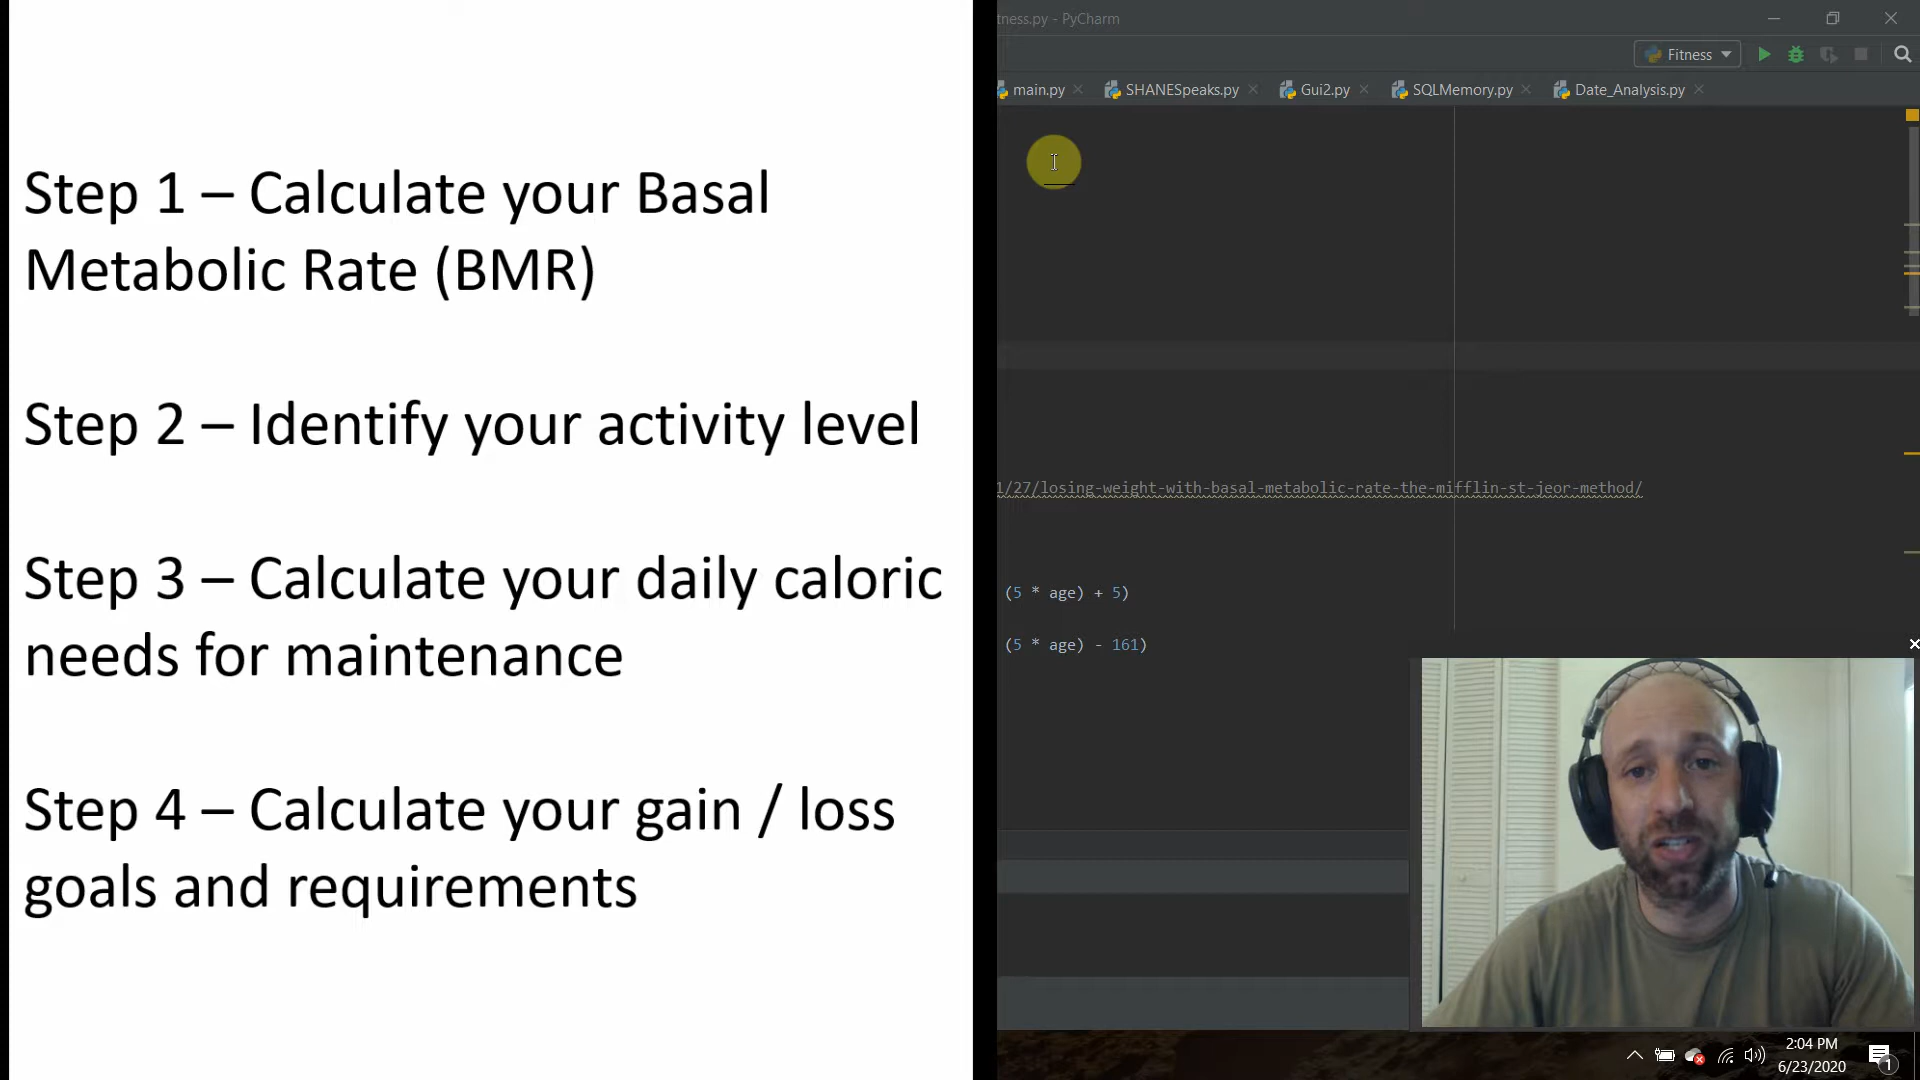 Step 1 – Calculate your Basal
Metabolic Rate (BMR)
Step 2 – Identify your activity level
Step 3 – Calculate your daily caloric
needs for maintenance
Step 4 – Calculate your gain / loss
goals and requirements
tness.py - PyCharm
Fitness
main.py SHANESpeaks.py Gui2.py SQLMemory.py Date_Analysis.py
1/27/losing-weight-with-basal-metabolic-rate-the-mifflin-st-jeor-method/
(5 * age) + 5)
(5 * age) - 161)
2:04 PM
6/23/2020
1